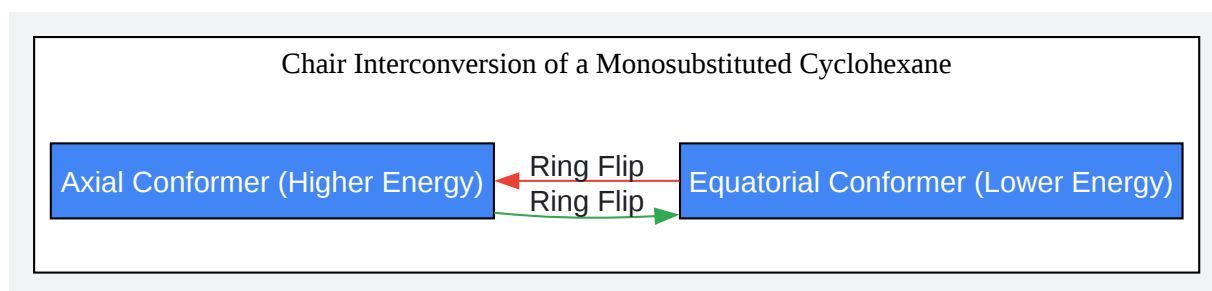 Chair Interconversion of a Monosubstituted Cyclohexane
Ring Flip
Axial Conformer (Higher Energy)
Equatorial Conformer (Lower Energy)
Ring Flip